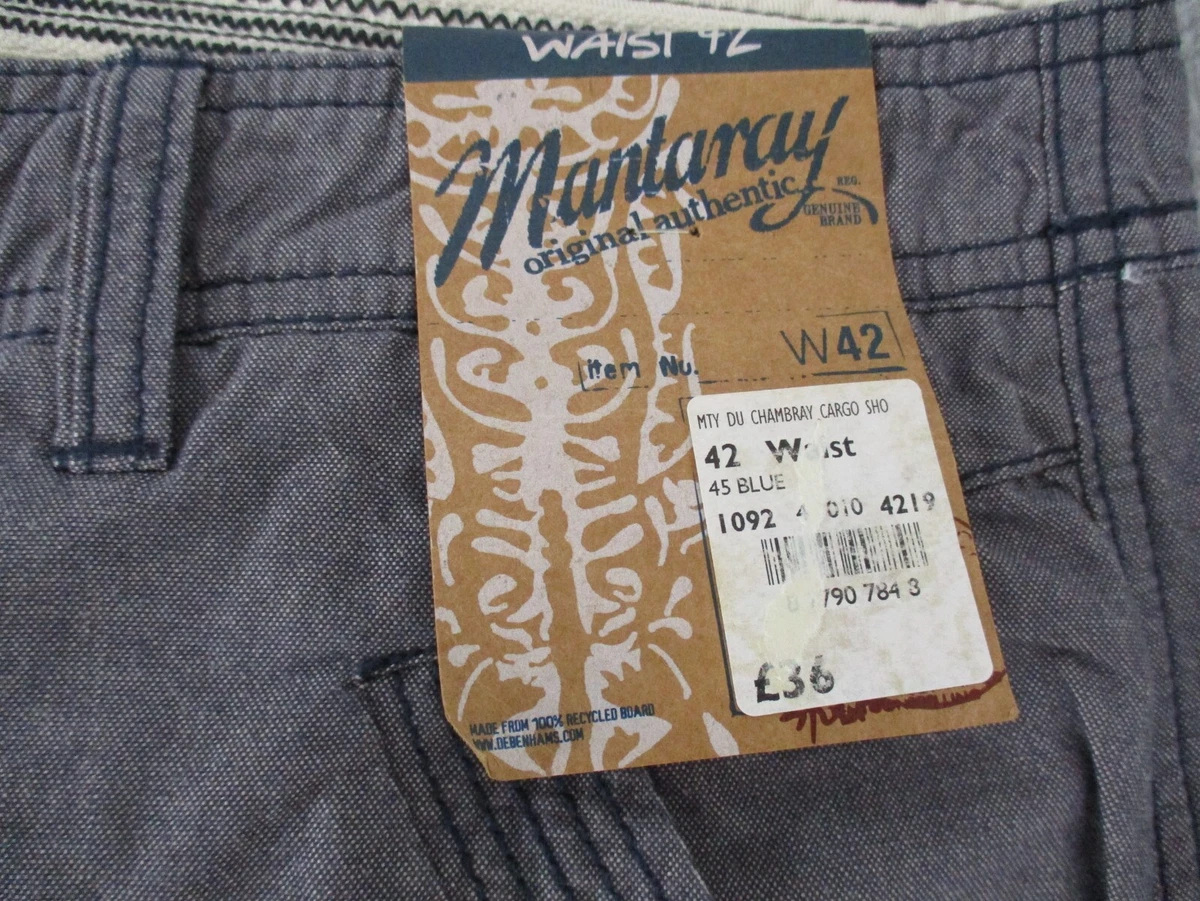 WAIST 42
Mantaray
original authentic
REG.
GENUINE
BRAND
W42
Item No.
MTY DU CHAMBRAY CARGO SHO
42 Waist
45 BLUE
1092 4 010 4219
790 784 3
£36
MADE FROM 100% RECYCLED BOARD
WWW.DEBENHAMS.COM